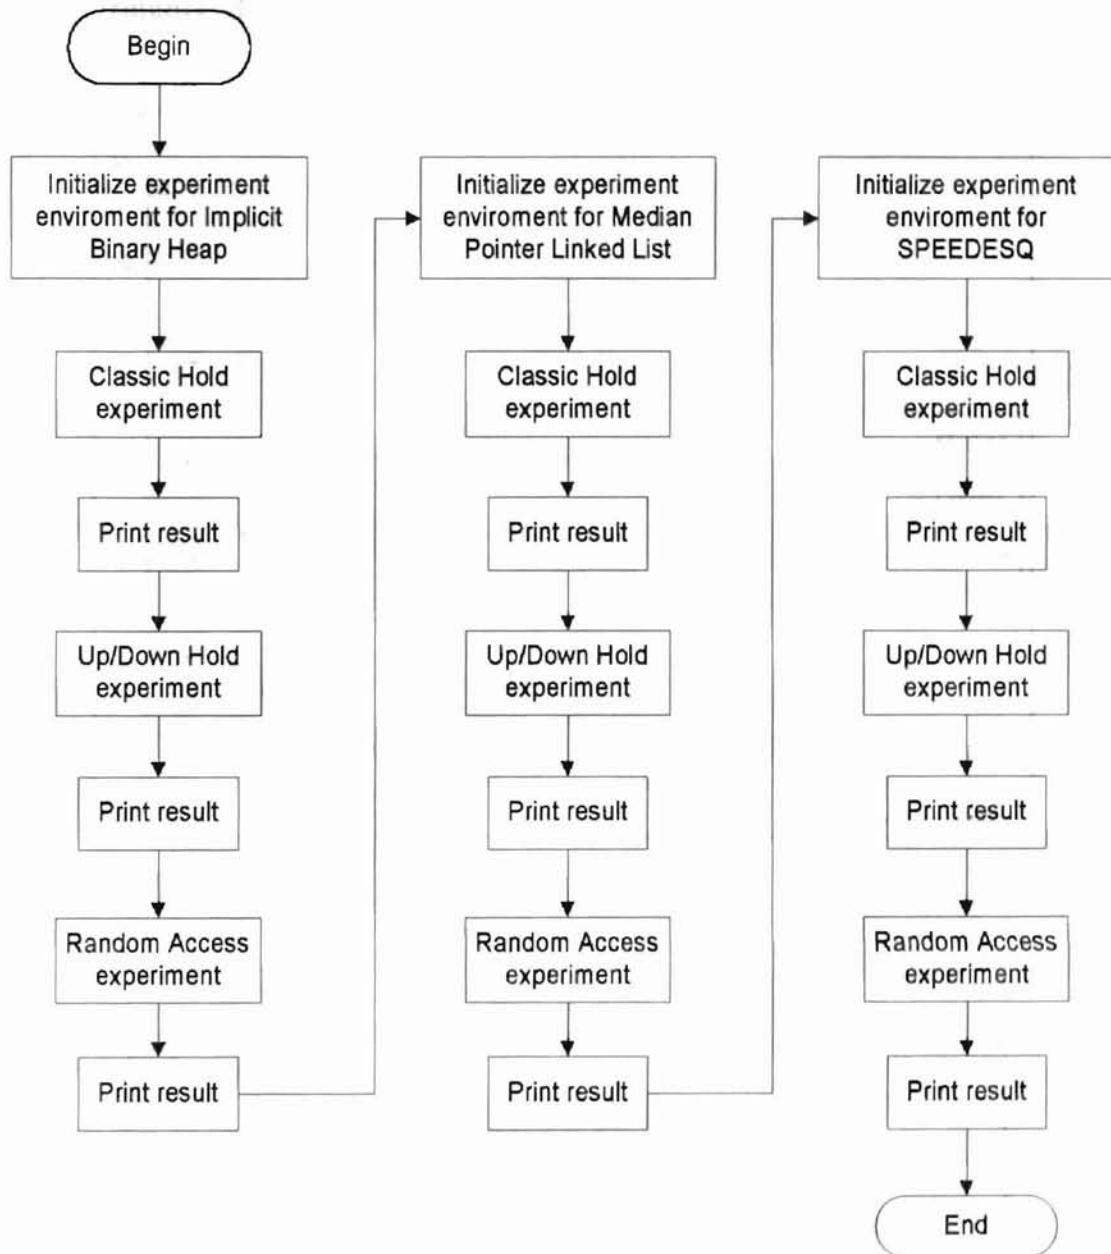 Begin
Initialize experiment
enviroment for Implicit
Binary Heap
Classic Hold
experiment
Print result
Up/Down Hold
experiment
Print result
Random Access
experiment
Print result
Initialize experiment
enviroment for Median
Pointer Linked List
Classic Hold
experiment
Print result
Up/Down Hold
experiment
Print result
Random Access
experiment
Print result
Initialize experiment
enviroment for
SPEEDESQ
Classic Hold
experiment
Print result
Up/Down Hold
experiment
Print result
Random Access
experiment
Print result
End